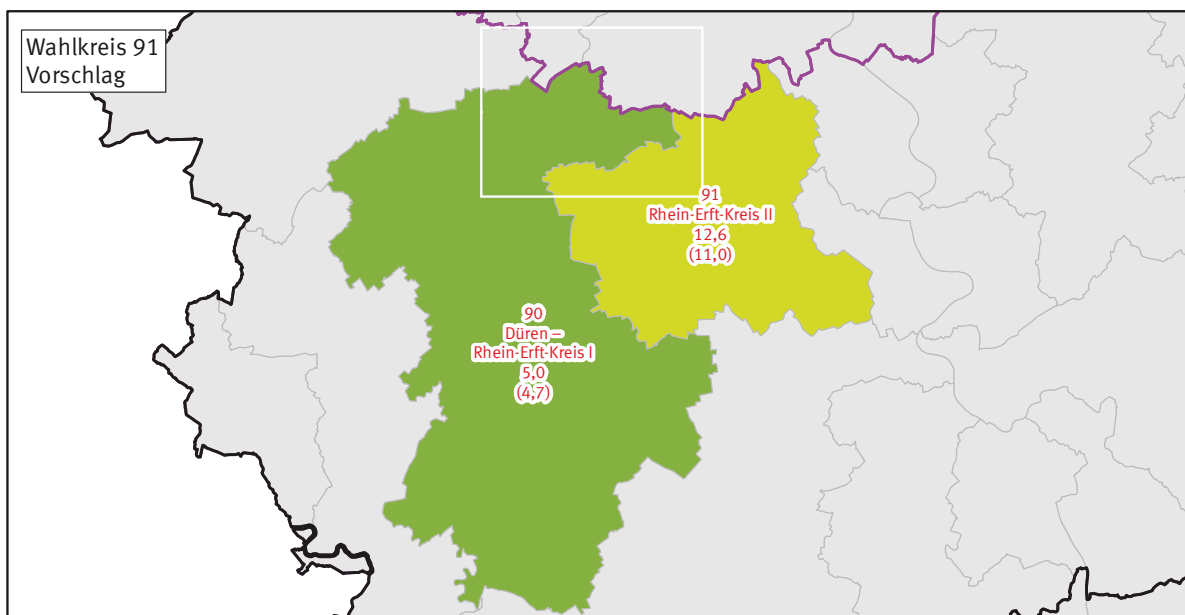 Wahlkreis 91
Vorschlag
91
Rhein-Erft-Kreis II
12,6
(11,0)
90
Düren –
Rhein-Erft-Kreis I
5,0
(4,7)